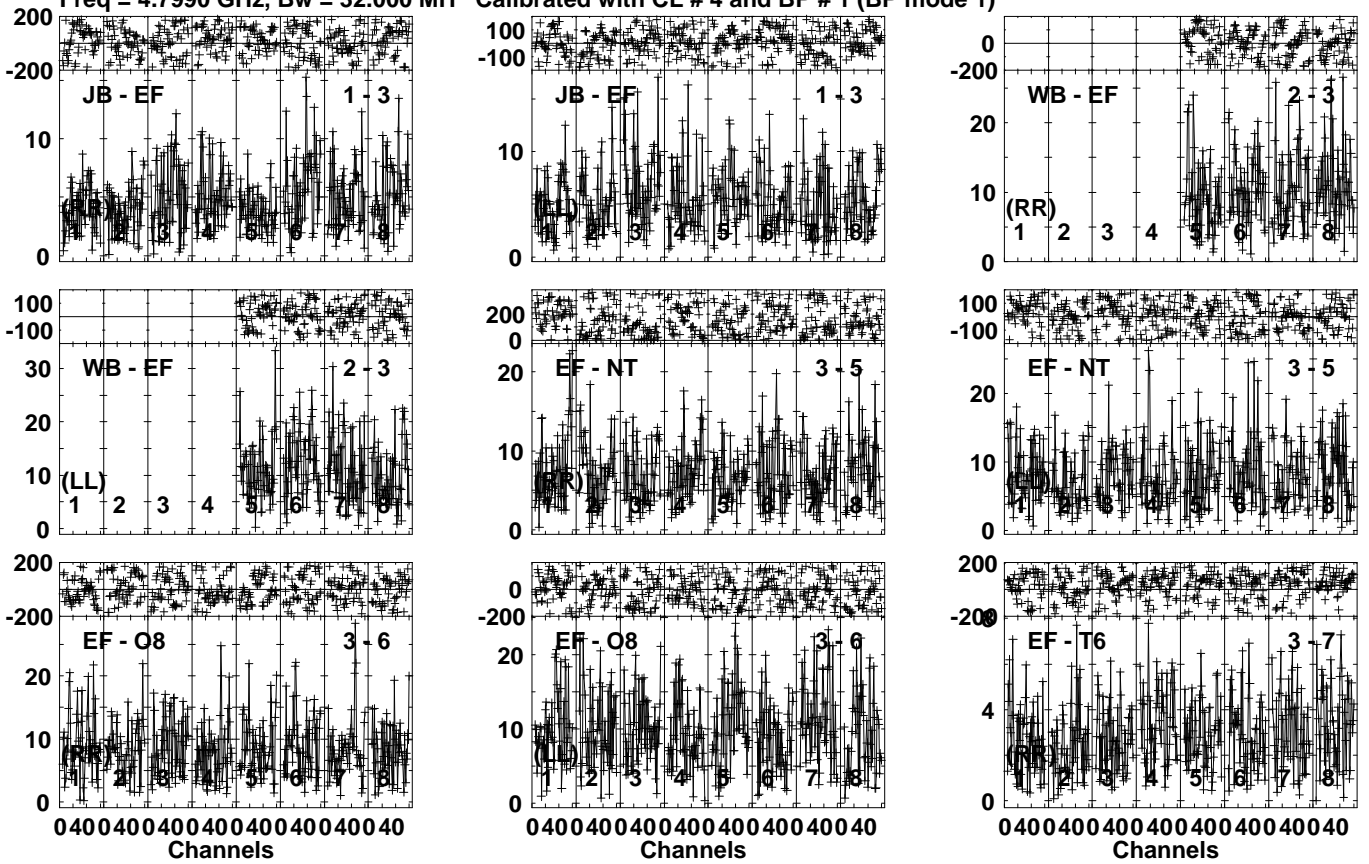 Freq = 4.7990 GHz, Bw = 32.000 MH Calibrated with CL # 4 and BP # 1 (BP mode 1)
200
-200
JB - EF 1 - 3
10
(RR)
1 2 3 4 5 6 7 8
0
100
-100
JB - EF 1 - 3
10
(LL)
1 2 3 4 5 6 7 8
0
0
-200
WB - EF 2 - 3
20
10
(RR)
1 2 3 4 5 6 7 8
0
100
-100
WB - EF 2 - 3
30
20
10
(LL)
1 2 3 4 5 6 7 8
0
200
0
EF - NT 3 - 5
20
10
(RR)
1 2 3 4 5 6 7 8
0
100
-100
EF - NT 3 - 5
20
10
(LL)
1 2 3 4 5 6 7 8
0
200
-200
EF - O8 3 - 6
20
10
(RR)
1 2 3 4 5 6 7 8
0
0 40 0 40 0 40 0 40 0 40 0 40 0 40 0 40
Channels
0
-200
EF - O8 3 - 6
20
10
(LL)
1 2 3 4 5 6 7 8
0
0 40 0 40 0 40 0 40 0 40 0 40 0 40 0 40
Channels
200
-200
8
EF - T6 3 - 7
4
(RR)
1 2 3 4 5 6 7 8
0
0 40 0 40 0 40 0 40 0 40 0 40 0 40 0 40
Channels